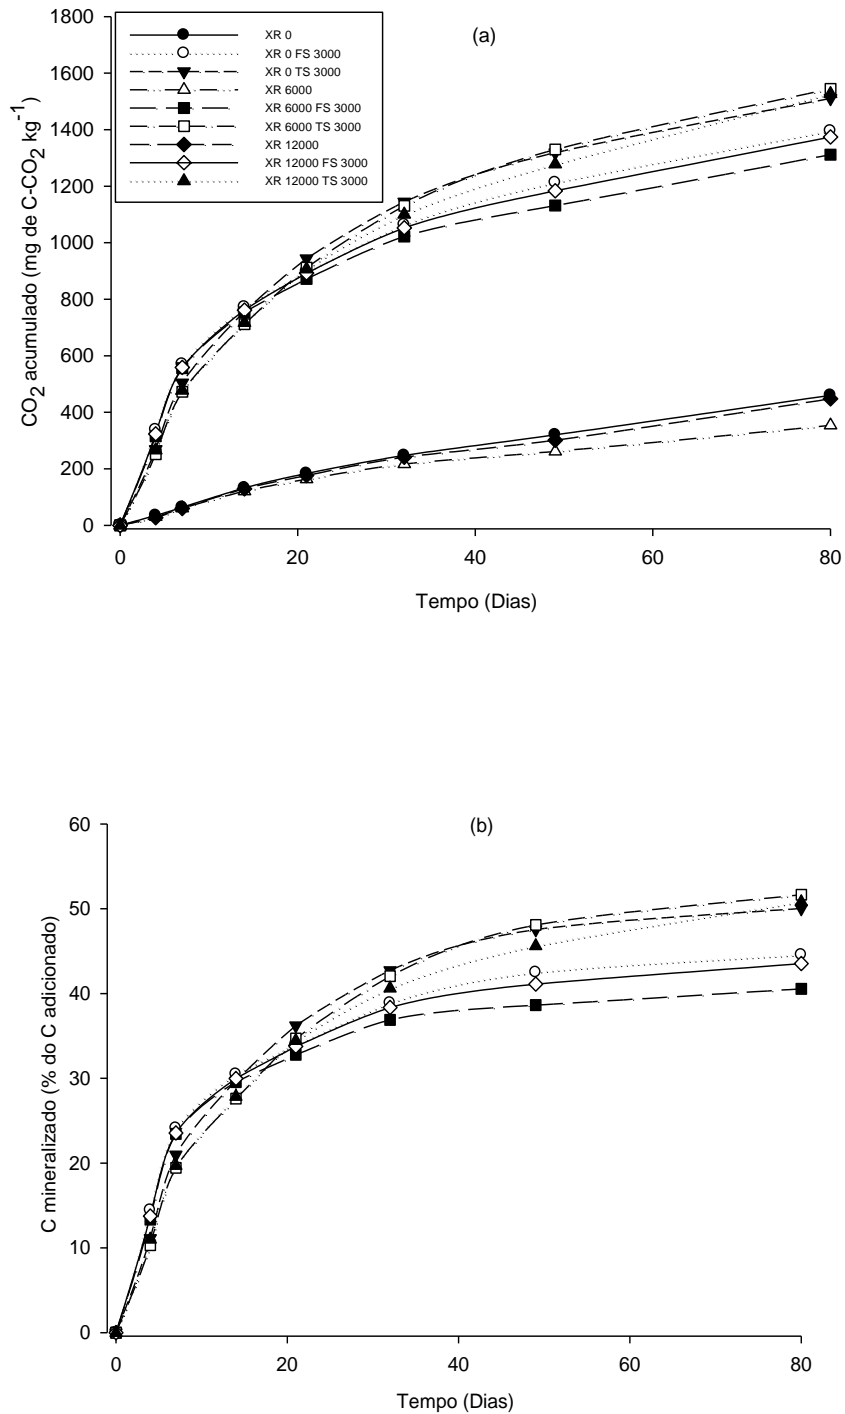 1800
1600
1400
1200
1000
800
600
400
200
0
CO2 acumulado (mg de C-CO2 kg-1)
(a)
XR 0
XR 0 FS 3000
XR 0 TS 3000
XR 6000
XR 6000 FS 3000
XR 6000 TS 3000
XR 12000
XR 12000 FS 3000
XR 12000 TS 3000
0 20 40 60 80
Tempo (Dias)
60
50
40
30
20
10
0
C mineralizado (% do C adicionado)
(b)
0 20 40 60 80
Tempo (Dias)